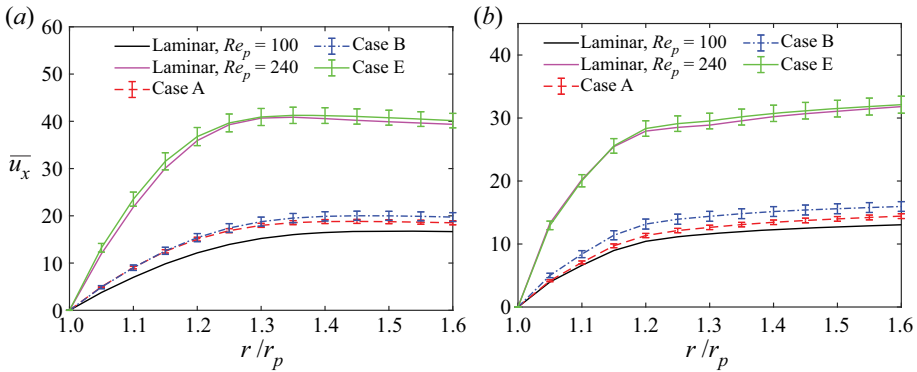 (a)
60
50
40
30
20
10
0
1.0 1.1 1.2 1.3 1.4 1.5 1.6
u̅ₓ
r /r_p
Laminar, Re_p = 100
Laminar, Re_p = 240
Case A
Case B
Case E
(b)
50
40
30
20
10
0
1.0 1.1 1.2 1.3 1.4 1.5 1.6
r /r_p
Laminar, Re_p = 100
Laminar, Re_p = 240
Case A
Case B
Case E